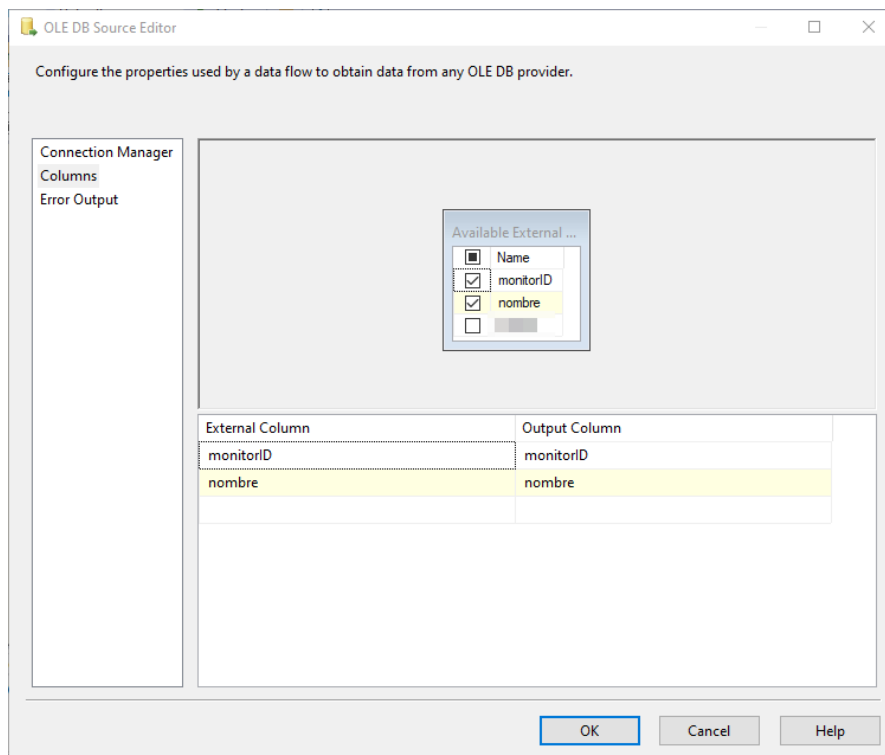 OLE DB Source Editor
Configure the properties used by a data flow to obtain data from any OLE DB provider.
Connection Manager
Columns
Error Output
Available External ...
Name
monitorID
nombre
External Column Output Column
monitorID monitorID
nombre nombre
OK Cancel Help